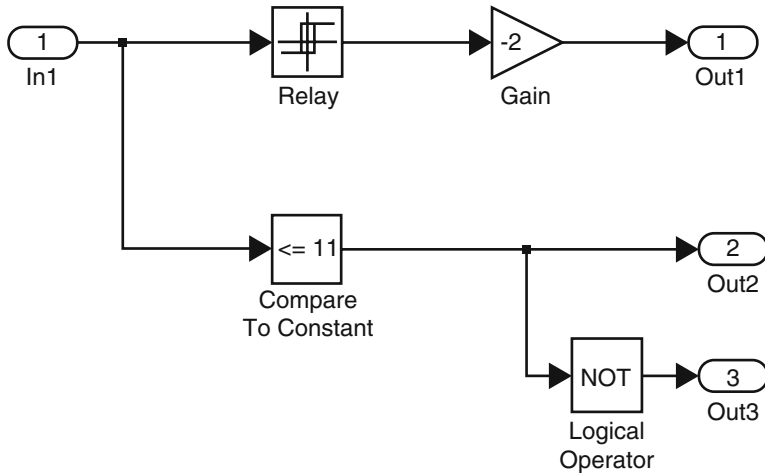 1
In1
Relay
-2
Gain
1
Out1
<= 11
Compare
To Constant
2
Out2
NOT
Logical
Operator
3
Out3